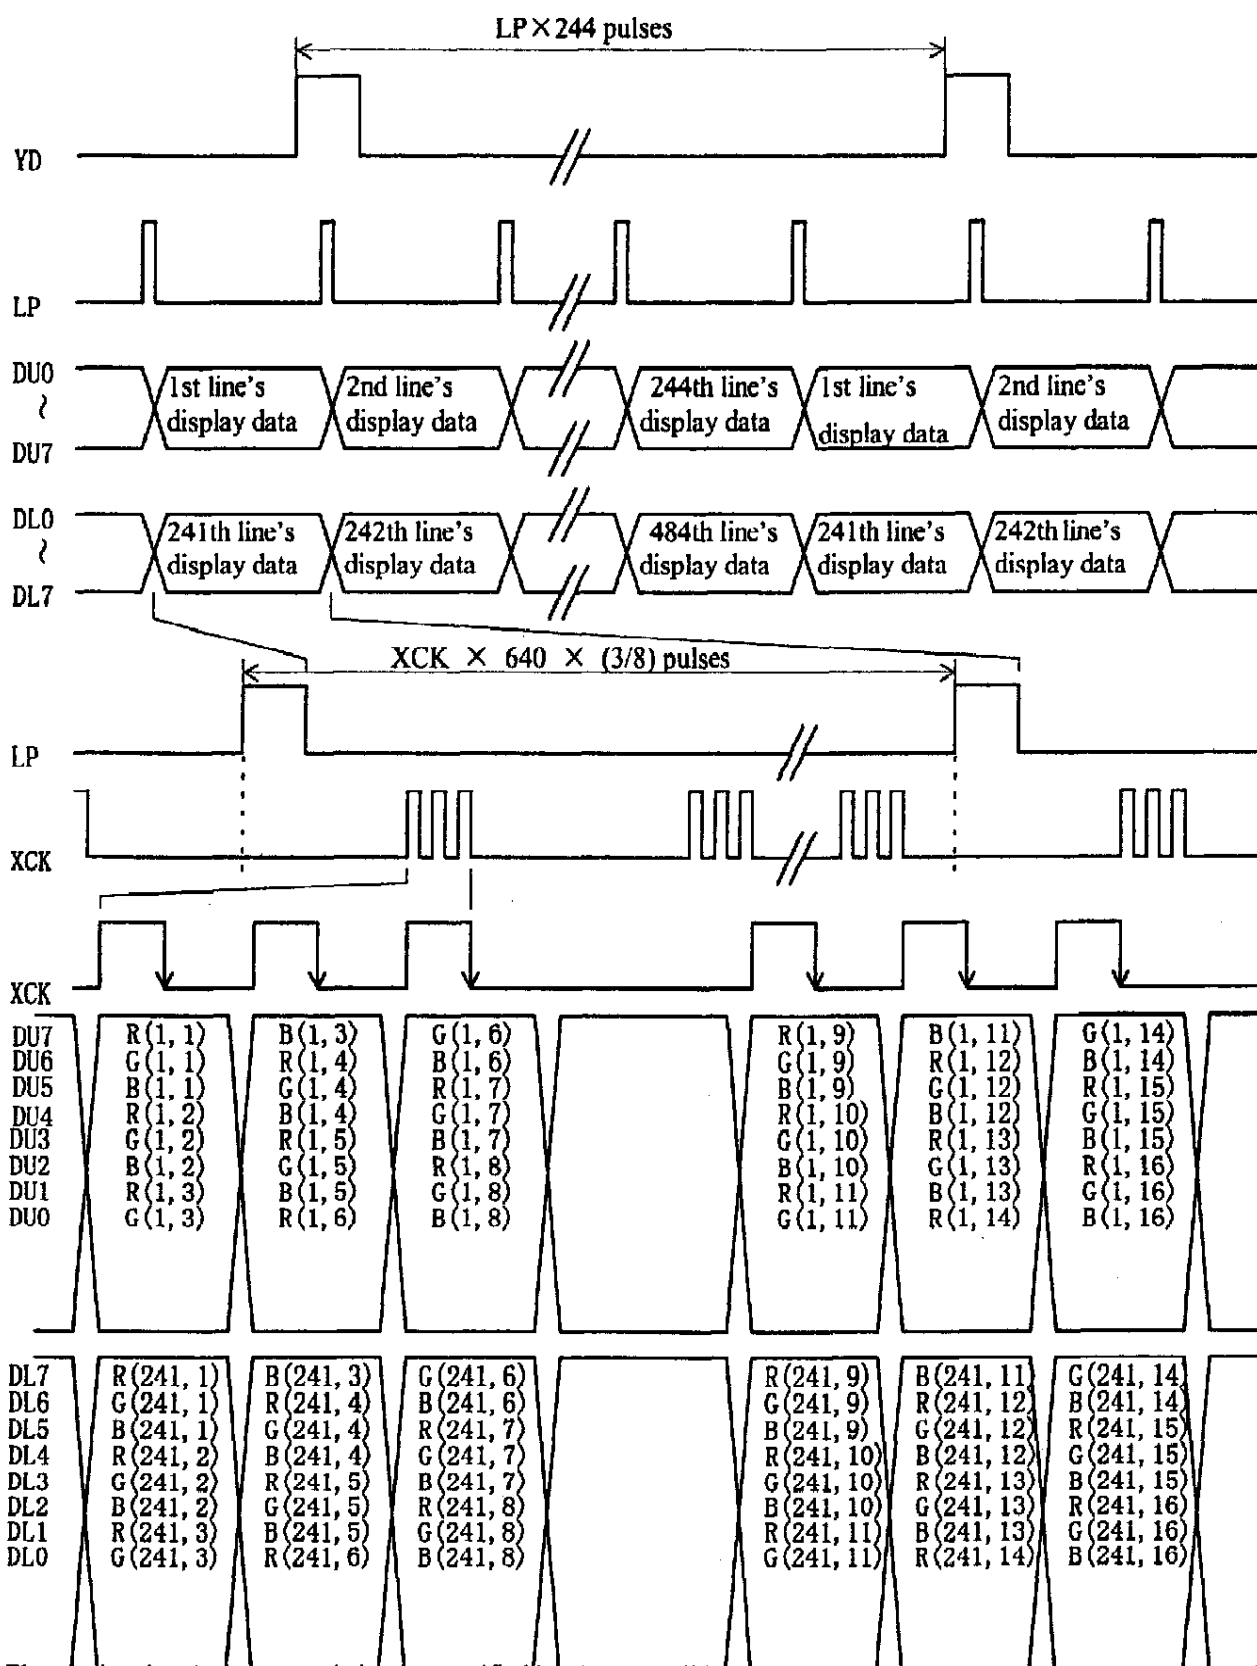 LP×244 pulses
YD
LP
DU0
~
DU7
1st line's display data
2nd line's display data
244th line's display data
1st line's display data
2nd line's display data
DL0
~
DL7
241th line's display data
242th line's display data
484th line's display data
241th line's display data
242th line's display data
XCK × 640 × (3/8) pulses
LP
XCK
XCK
DU7 R(1, 1) B(1, 3) G(1, 6) R(1, 9) B(1, 11) G(1, 14)
DU6 G(1, 1) R(1, 4) B(1, 6) G(1, 9) R(1, 12) B(1, 14)
DU5 B(1, 1) G(1, 4) R(1, 7) B(1, 9) G(1, 12) R(1, 15)
DU4 R(1, 2) B(1, 4) G(1, 7) R(1, 10) B(1, 12) G(1, 15)
DU3 G(1, 2) R(1, 5) B(1, 7) G(1, 10) R(1, 13) B(1, 15)
DU2 B(1, 2) G(1, 5) R(1, 8) B(1, 10) G(1, 13) R(1, 16)
DU1 R(1, 3) B(1, 5) G(1, 8) R(1, 11) B(1, 13) G(1, 16)
DU0 G(1, 3) R(1, 6) B(1, 8) G(1, 11) R(1, 14) B(1, 16)
DL7 R(241, 1) B(241, 3) G(241, 6) R(241, 9) B(241, 11) G(241, 14)
DL6 G(241, 1) R(241, 4) B(241, 6) G(241, 9) R(241, 12) B(241, 14)
DL5 B(241, 1) G(241, 4) R(241, 7) B(241, 9) G(241, 12) R(241, 15)
DL4 R(241, 2) B(241, 4) G(241, 7) R(241, 10) B(241, 12) G(241, 15)
DL3 G(241, 2) R(241, 5) B(241, 7) G(241, 10) R(241, 13) B(241, 15)
DL2 B(241, 2) G(241, 5) R(241, 8) B(241, 10) G(241, 13) R(241, 16)
DL1 R(241, 3) B(241, 5) G(241, 8) R(241, 11) B(241, 13) G(241, 16)
DL0 G(241, 3) R(241, 6) B(241, 8) G(241, 11) R(241, 14) B(241, 16)